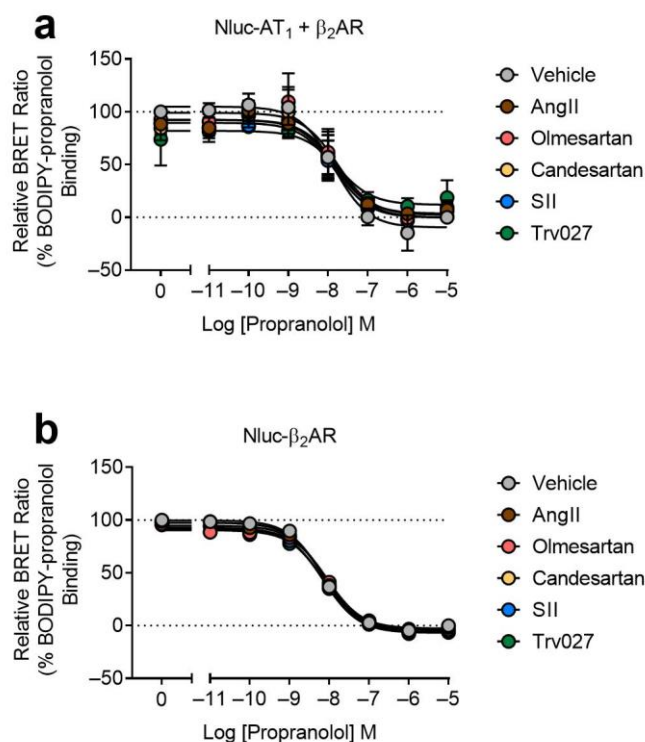 a
Nluc-AT₁ + β₂AR
Relative BRET Ratio
(% BODIPY-propranolol
Binding)
150
100
50
0
–50
0
–11
–10
–9
–8
–7
–6
–5
Log [Propranolol] M
Vehicle
AngII
Olmesartan
Candesartan
SII
Trv027
b
Nluc-β₂AR
Relative BRET Ratio
(% BODIPY-propranolol
Binding)
150
100
50
0
–50
0
–11
–10
–9
–8
–7
–6
–5
Log [Propranolol] M
Vehicle
AngII
Olmesartan
Candesartan
SII
Trv027